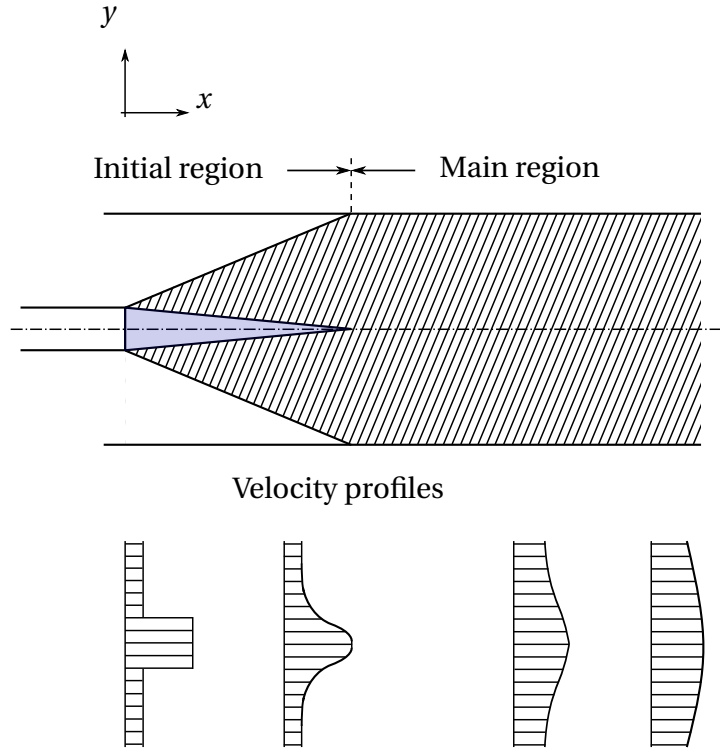 y
x
Initial region
Main region
Velocity profiles